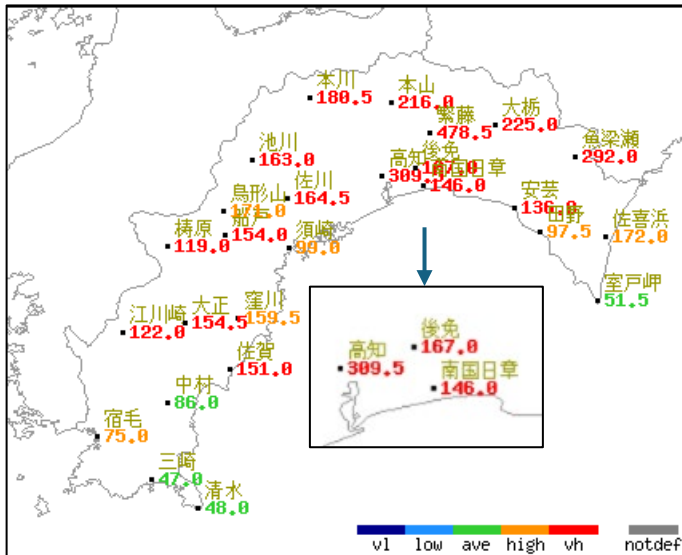 本川
180.5
本山
216.0
繁藤
478.5
大栃
225.0
魚梁瀬
292.0
池川
163.0
佐川
164.5
高知
309.5
後免
167.0
南国日章
146.0
安芸
136.0
田野
97.5
佐喜浜
172.0
室戸岬
51.5
鳥形山
171.0
船戸
154.0
須崎
99.0
梼原
119.0
江川崎
122.0
大正
154.5
窪川
159.5
佐賀
151.0
中村
86.0
宿毛
75.0
三崎
47.0
清水
48.0
後免
167.0
高知
309.5
南国日章
146.0
vl low ave high vh notdef